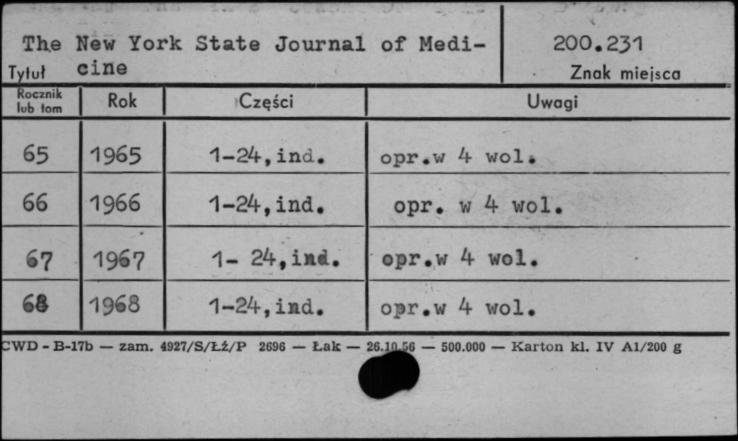 The New York State Journal of Medi- 200.231
Tytuł cine Znak miejsca
Rocznik lub tom Rok Części Uwagi
65 1965 1-24,ind. opr.w 4 wol.
66 1966 1-24,ind. opr. w 4 wol.
67 1967 1- 24,ind. opr.w 4 wol.
68 1968 1-24,ind. opr.w 4 wol.
CWD - B-17b — zam. 4927/S/Łź/P 2696 — Łak — 26.10.56 — 500.000 — Karton kl. IV A1/200 g